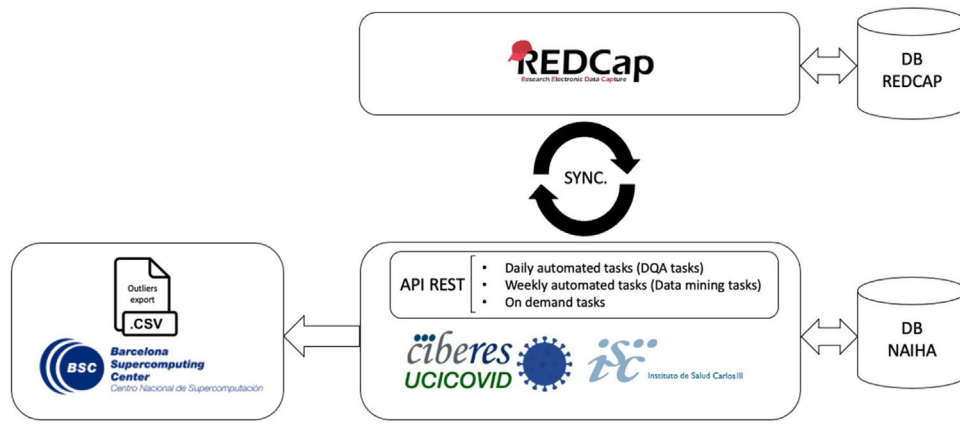 REDCap
Research Electronic Data Capture
DB
REDCAP
SYNC.
API REST
• Daily automated tasks (DQA tasks)
• Weekly automated tasks (Data mining tasks)
• On demand tasks
Outliers
export
.CSV
BSC
Barcelona
Supercomputing
Center
Centro Nacional de Supercomputación
ciberes
UCICOVID
isc
Instituto de Salud Carlos III
DB
NAIHA